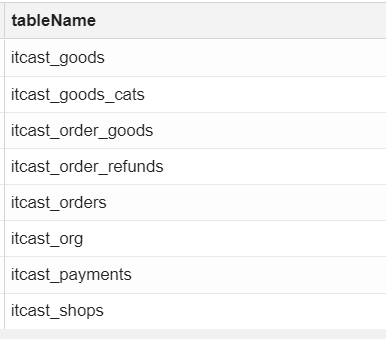 tableName
itcast_goods
itcast_goods_cats
itcast_order_goods
itcast_order_refunds
itcast_orders
itcast_org
itcast_payments
itcast_shops